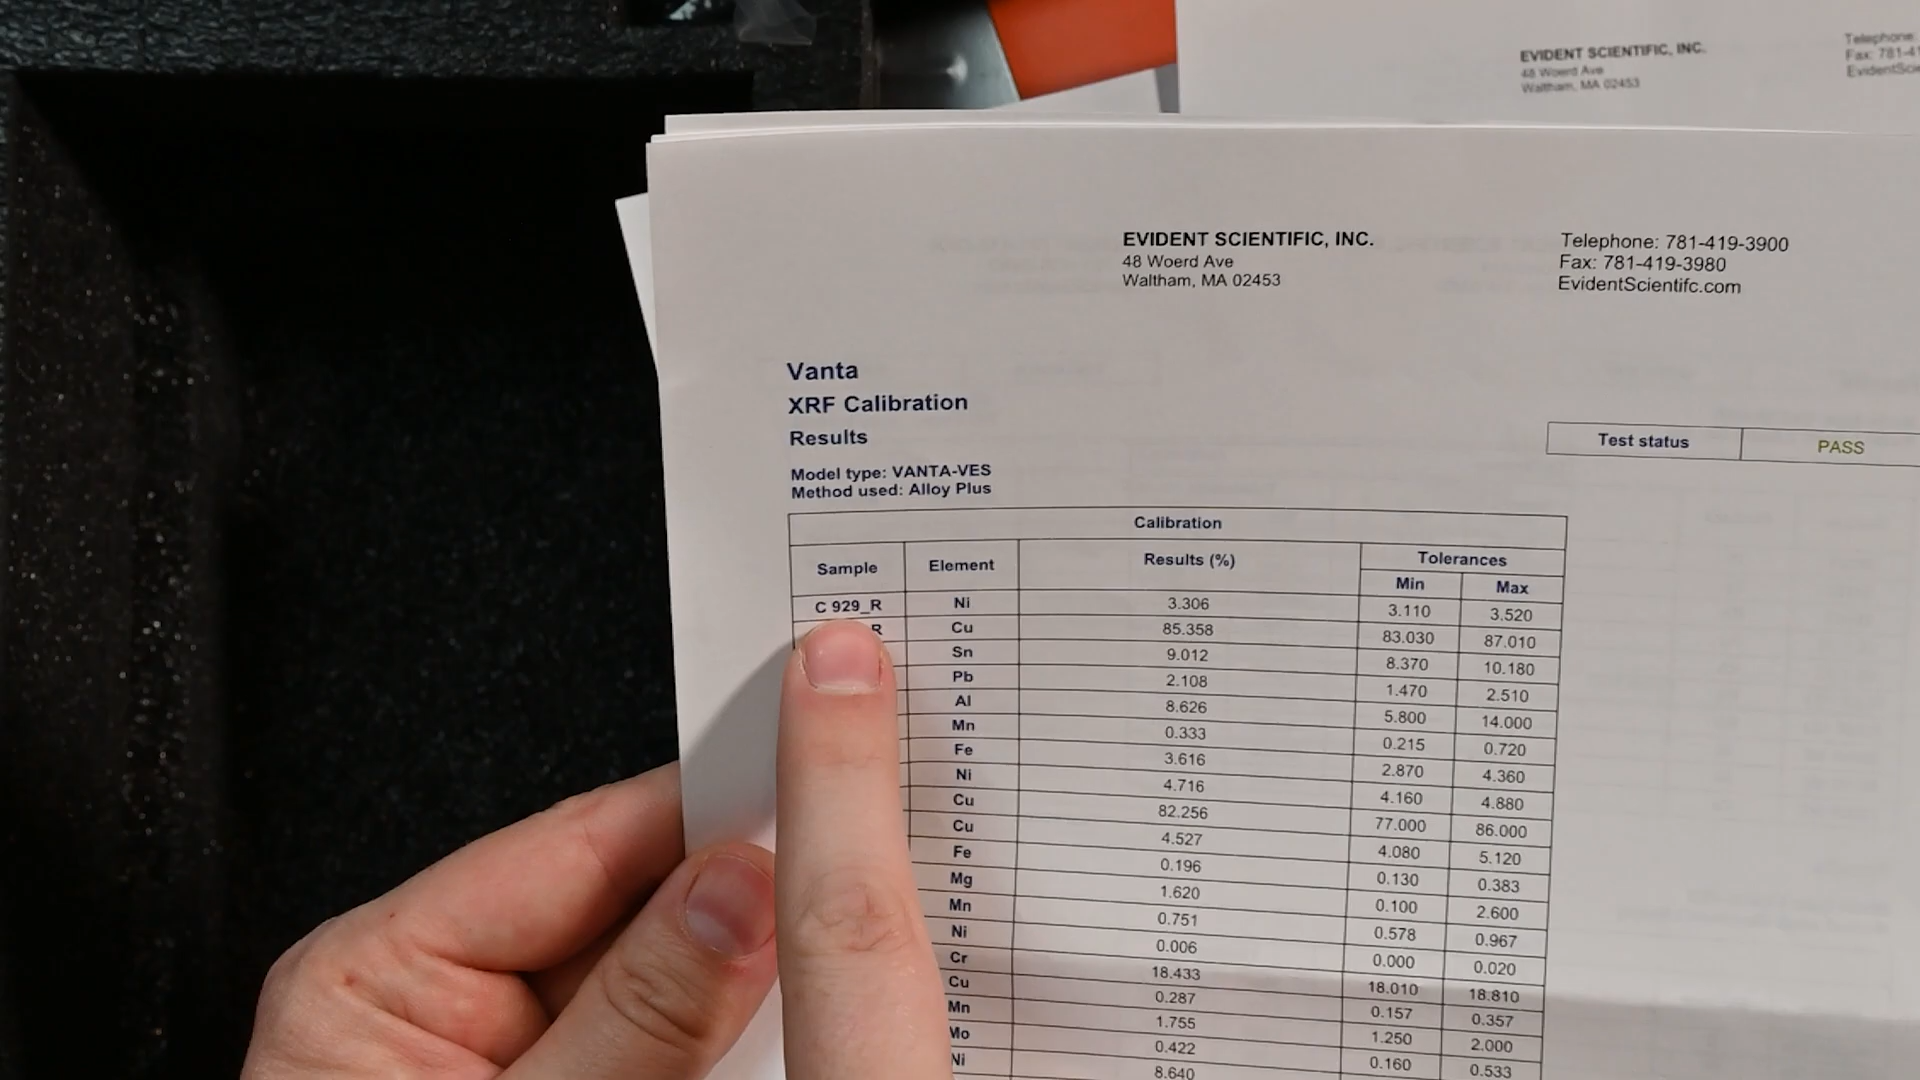 EVIDENT SCIENTIFIC, INC.
48 Woerd Ave
Waltham, MA 02453
Telephone:
Fax: 781-41
EvidentScie
EVIDENT SCIENTIFIC, INC.
48 Woerd Ave
Waltham, MA 02453
Telephone: 781-419-3900
Fax: 781-419-3980
EvidentScientifc.com
Vanta
XRF Calibration
Results
Test status PASS
Model type: VANTA-VES
Method used: Alloy Plus
Calibration
Sample Element Results (%) Tolerances
Min Max
C 929_R Ni 3.306 3.110 3.520
R Cu 85.358 83.030 87.010
Sn 9.012 8.370 10.180
Pb 2.108 1.470 2.510
Al 8.626 5.800 14.000
Mn 0.333 0.215 0.720
Fe 3.616 2.870 4.360
Ni 4.716 4.160 4.880
Cu 82.256 77.000 86.000
Cu 4.527 4.080 5.120
Fe 0.196 0.130 0.383
Mg 1.620 0.100 2.600
Mn 0.751 0.578 0.967
Ni 0.006 0.000 0.020
Cr 18.433 18.010 18.810
Cu 0.287 0.157 0.357
Mn 1.755 1.250 2.000
Mo 0.422 0.160 0.533
Ni 8.640